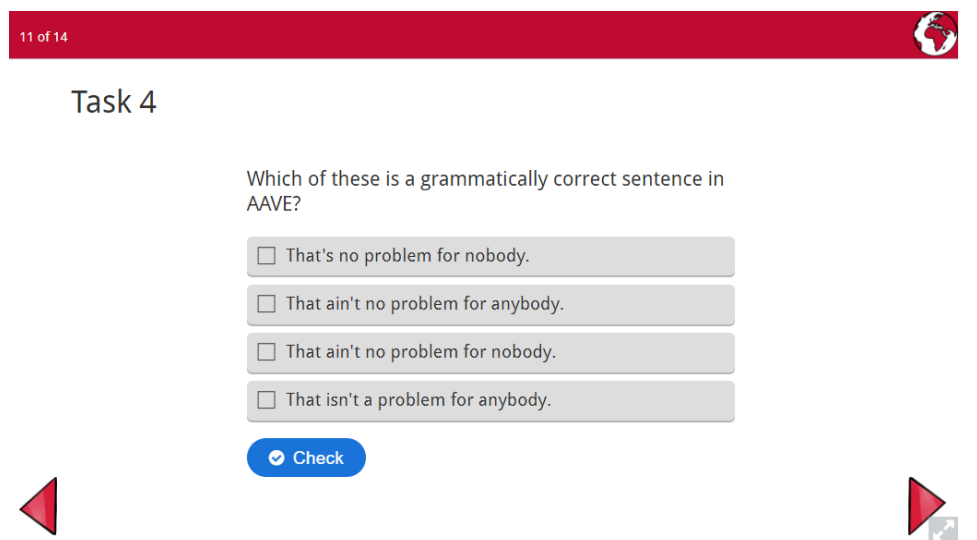 11 of 14
Task 4
Which of these is a grammatically correct sentence in
AAVE?
That's no problem for nobody.
That ain't no problem for anybody.
That ain't no problem for nobody.
That isn't a problem for anybody.
Check